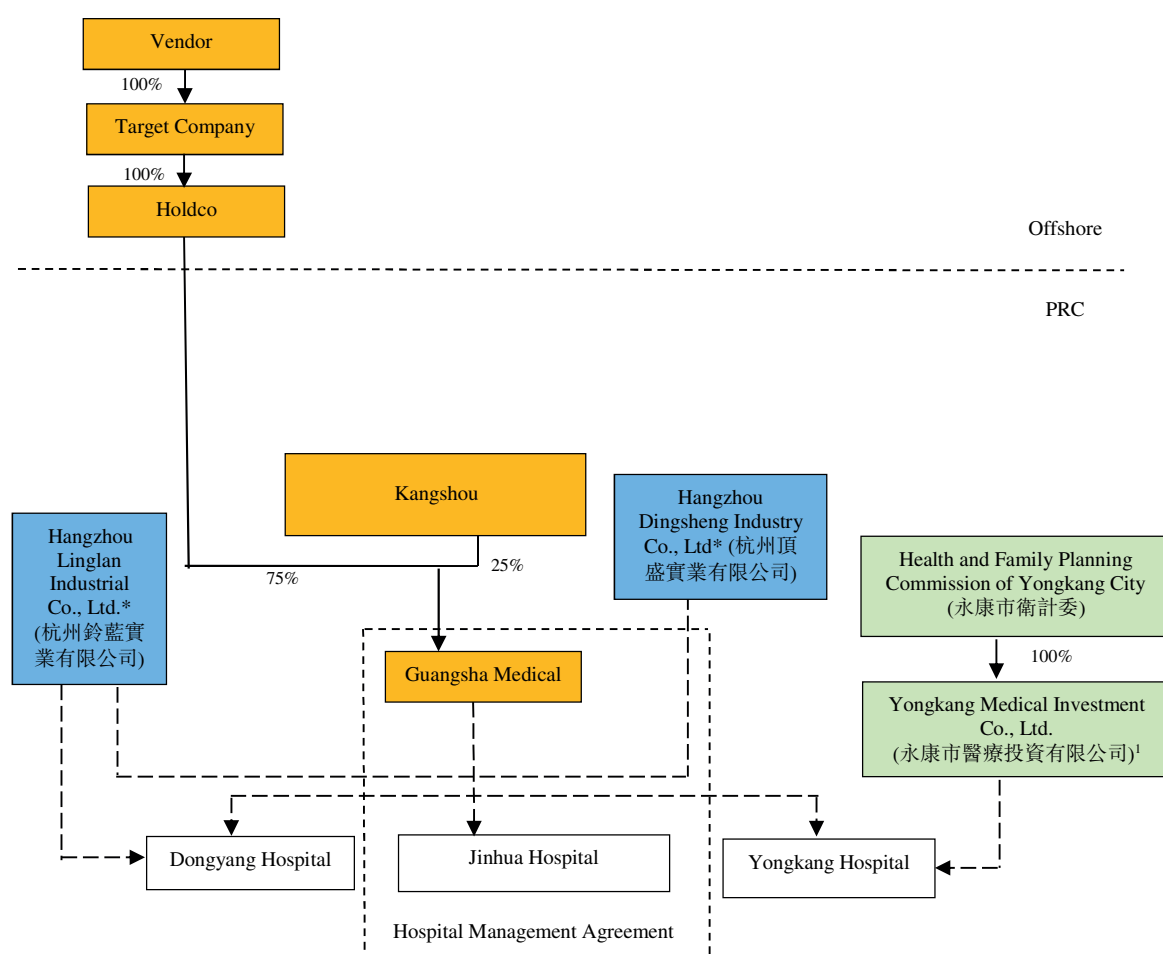 Vendor
100%
Target Company
100%
Holdco
Offshore
PRC
Kangshou
Hangzhou
Dingsheng Industry
Co., Ltd* (杭州頂
盛實業有限公司)
Hangzhou
Linglan
Industrial
Co., Ltd.*
(杭州鈴藍實
業有限公司)
Health and Family Planning
Commission of Yongkang City
(永康市衛計委)
75%
25%
100%
Guangsha Medical
Yongkang Medical Investment
Co., Ltd.
(永康市醫療投資有限公司)¹
Dongyang Hospital
Jinhua Hospital
Yongkang Hospital
Hospital Management Agreement